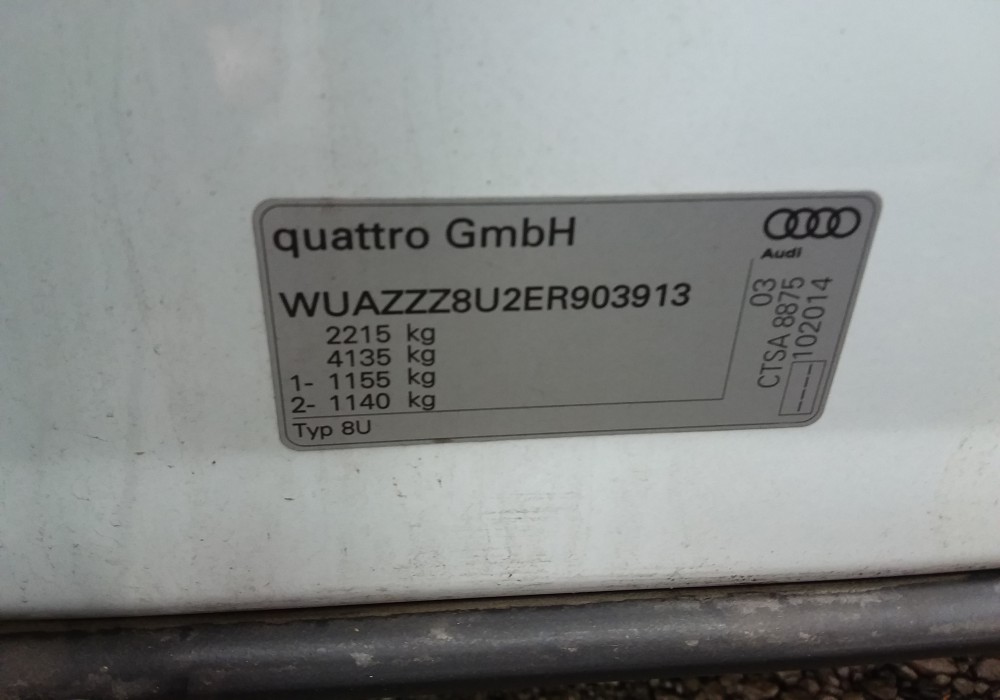 quattro GmbH
Audi
WUAZZZ8U2ER903913
2215 kg
4135 kg
1- 1155 kg
2- 1140 kg
Typ 8U
03
CTSA 8875
-----102014